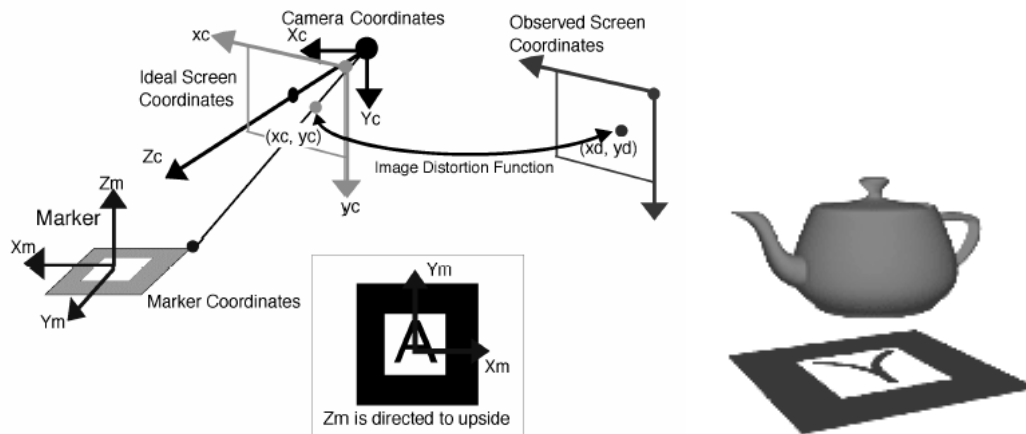 Camera Coordinates
xc
Xc
Observed Screen
Coordinates
Ideal Screen
Coordinates
Yc
(xc, yc)
(xd, yd)
Zc
Image Distortion Function
Zm
yc
Marker
Xm
Marker Coordinates
Ym
Ym
A
Xm
Zm is directed to upside